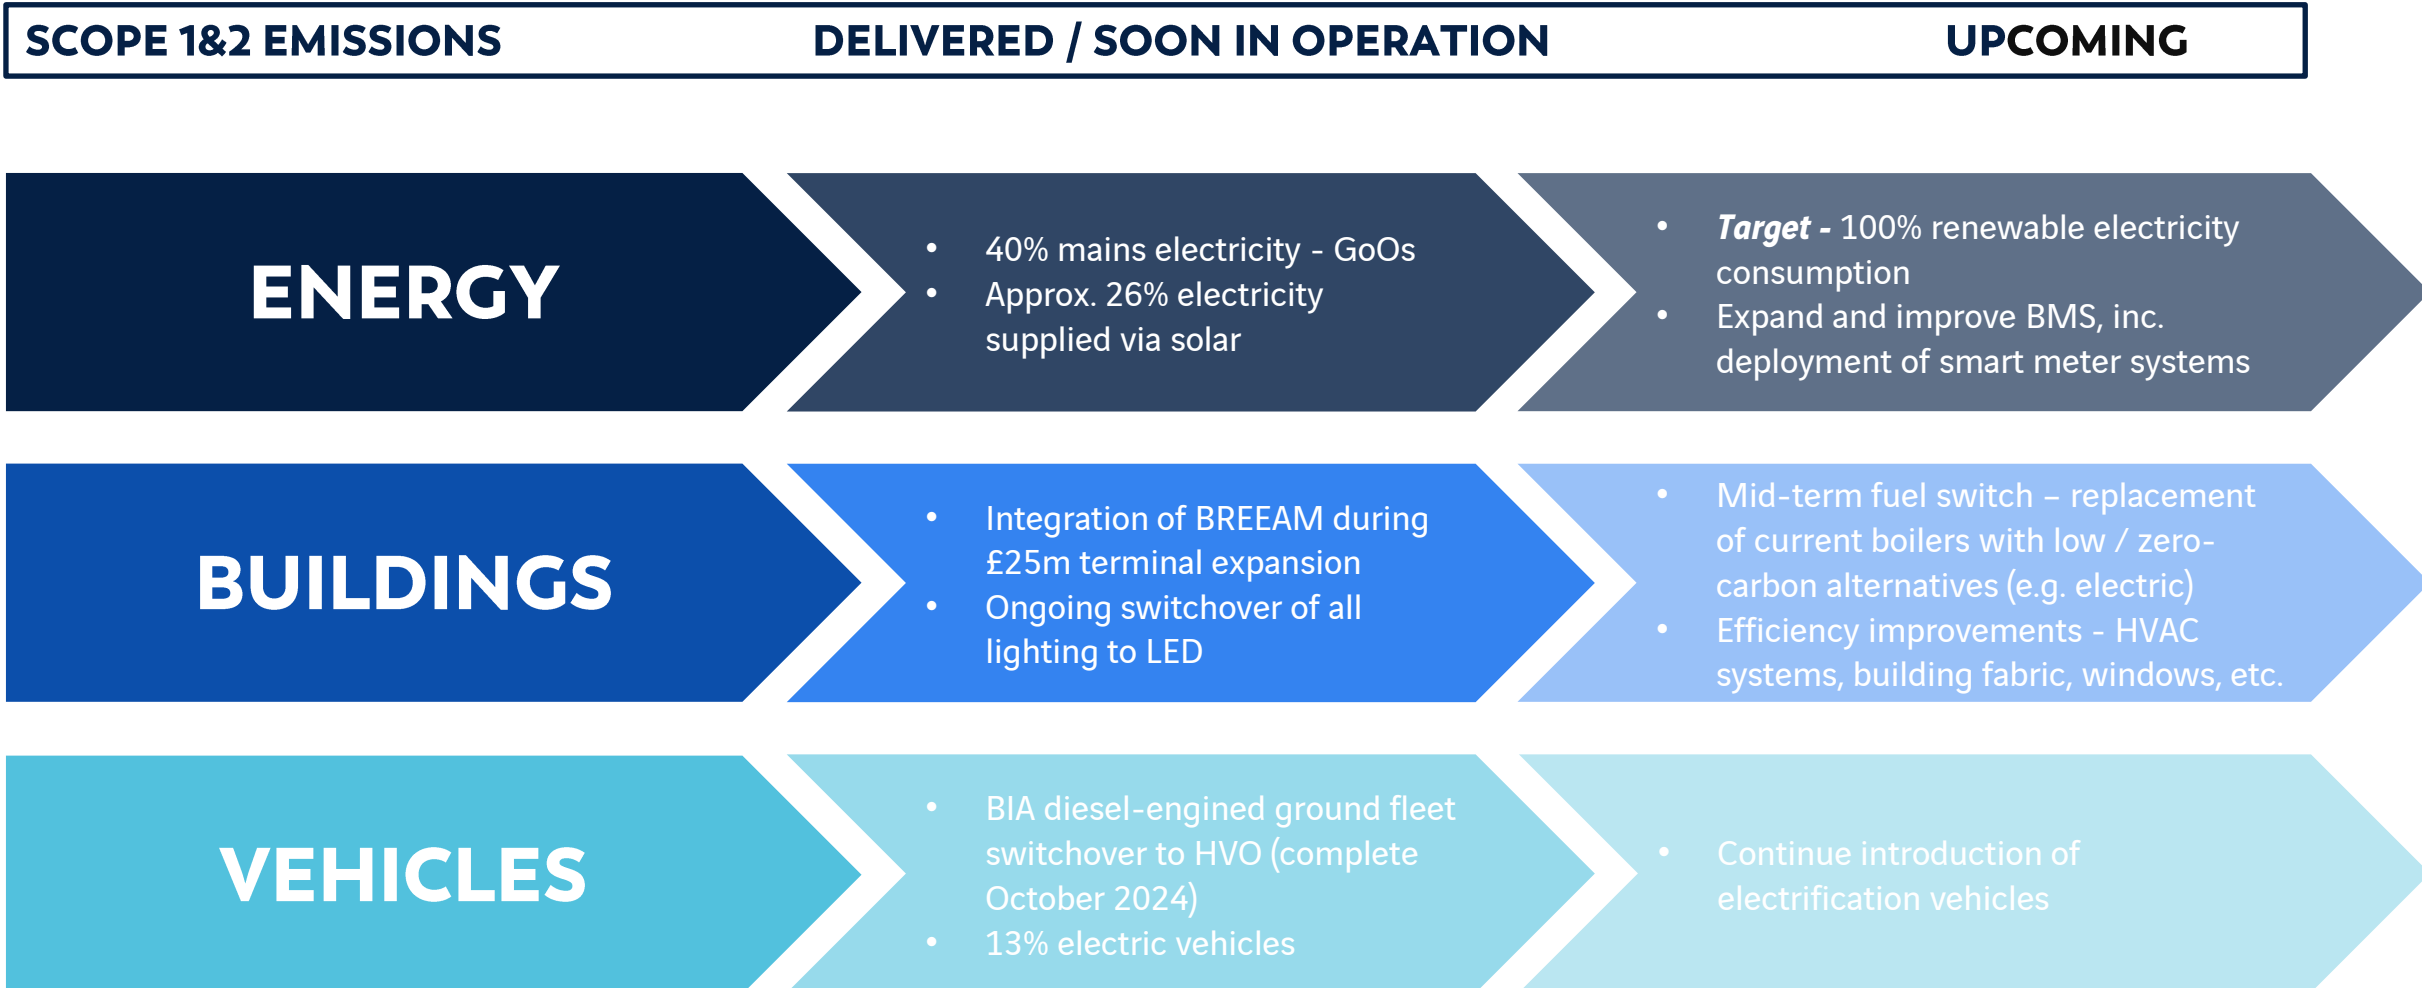 SCOPE 1&2 EMISSIONS
DELIVERED / SOON IN OPERATION
UPCOMING
ENERGY
• 40% mains electricity - GoOs
• Approx. 26% electricity
supplied via solar
• Target - 100% renewable electricity
consumption
• Expand and improve BMS, inc.
deployment of smart meter systems
BUILDINGS
• Integration of BREEAM during
£25m terminal expansion
• Ongoing switchover of all
lighting to LED
• Mid-term fuel switch – replacement
of current boilers with low / zero-
carbon alternatives (e.g. electric)
• Efficiency improvements - HVAC
systems, building fabric, windows, etc.
VEHICLES
• BIA diesel-engined ground fleet
switchover to HVO (complete
October 2024)
• 13% electric vehicles
• Continue introduction of
electrification vehicles